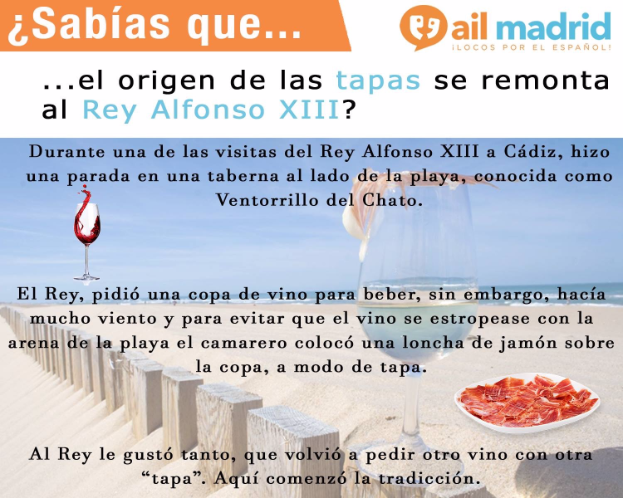 ¿Sabías que...
ail madrid
¡LOCOS POR EL ESPAÑOL!
...el origen de las tapas se remonta
al Rey Alfonso XIII?
Durante una de las visitas del Rey Alfonso XIII a Cádiz, hizo
una parada en una taberna al lado de la playa, conocida como
Ventorrillo del Chato.
El Rey, pidió una copa de vino para beber, sin embargo, hacía
mucho viento y para evitar que el vino se estropease con la
arena de la playa el camarero colocó una loncha de jamón sobre
la copa, a modo de tapa.
Al Rey le gustó tanto, que volvió a pedir otro vino con otra
“tapa”. Aquí comenzó la tradicción.